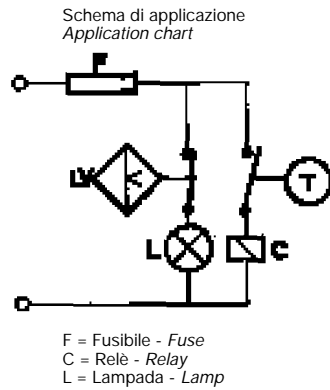 Schema di applicazione
Application chart
F
LV
<
T
L
C
F = Fusibile - Fuse
C = Relè - Relay
L = Lampada - Lamp